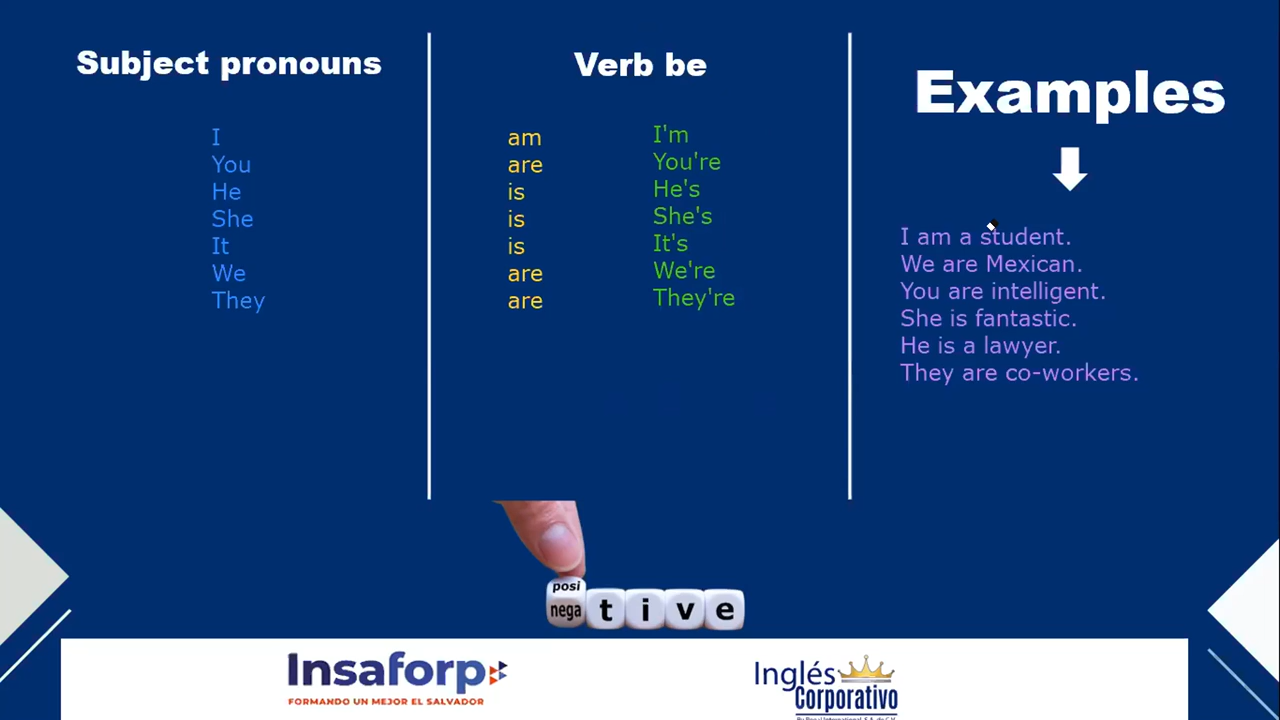 Subject pronouns
I
You
He
She
It
We
They
Verb be
am
are
is
is
is
are
are
I'm
You're
He's
She's
It's
We're
They're
Examples
I am a student.
We are Mexican.
You are intelligent.
She is fantastic.
He is a lawyer.
They are co-workers.
posi
nega tive
Insaforp
FORMANDO UN MEJOR EL SALVADOR
Inglés
Corporativo